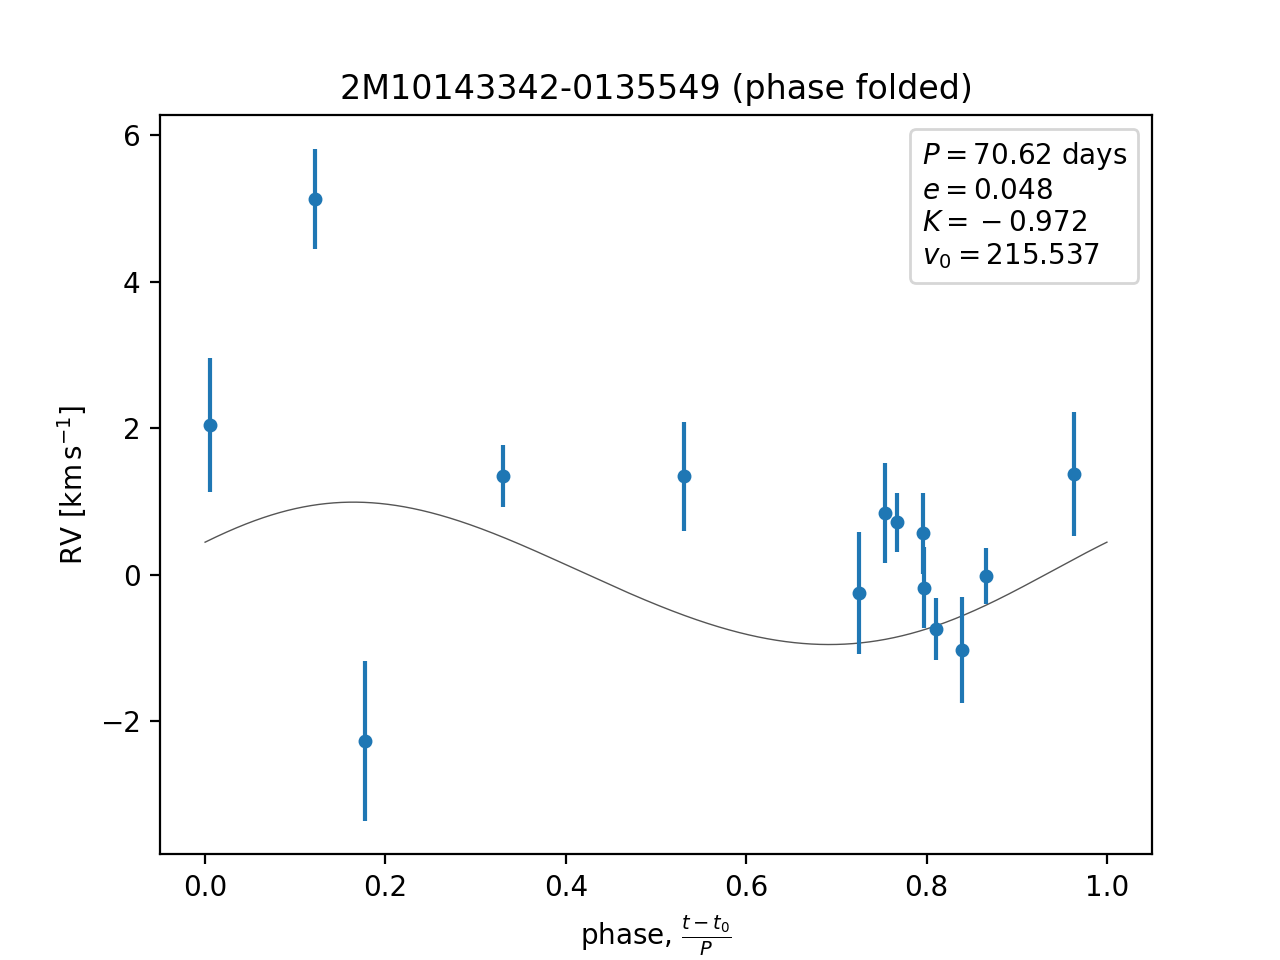 2M10143342-0135549 (phase folded)
P = 70.62 days
e = 0.048
K = −0.972
v₀ = 215.537
RV [km s⁻¹]
6
4
2
0
−2
0.0 0.2 0.4 0.6 0.8 1.0
phase, (t − t₀)/P